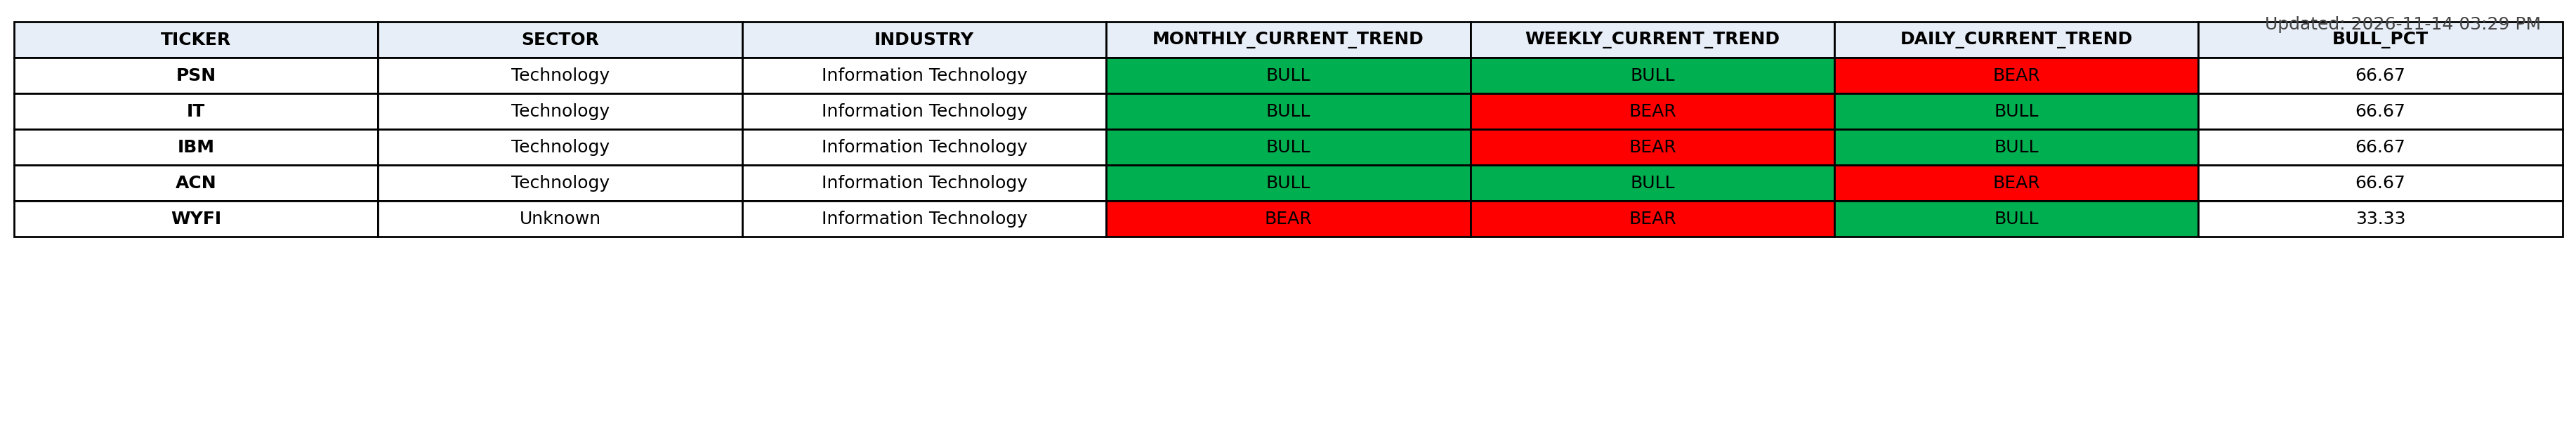 Updated: 2026-11-14 03:29 PM
TICKER SECTOR INDUSTRY MONTHLY_CURRENT_TREND WEEKLY_CURRENT_TREND DAILY_CURRENT_TREND BULL_PCT
PSN Technology Information Technology BULL BULL BEAR 66.67
IT Technology Information Technology BULL BEAR BULL 66.67
IBM Technology Information Technology BULL BEAR BULL 66.67
ACN Technology Information Technology BULL BULL BEAR 66.67
WYFI Unknown Information Technology BEAR BEAR BULL 33.33